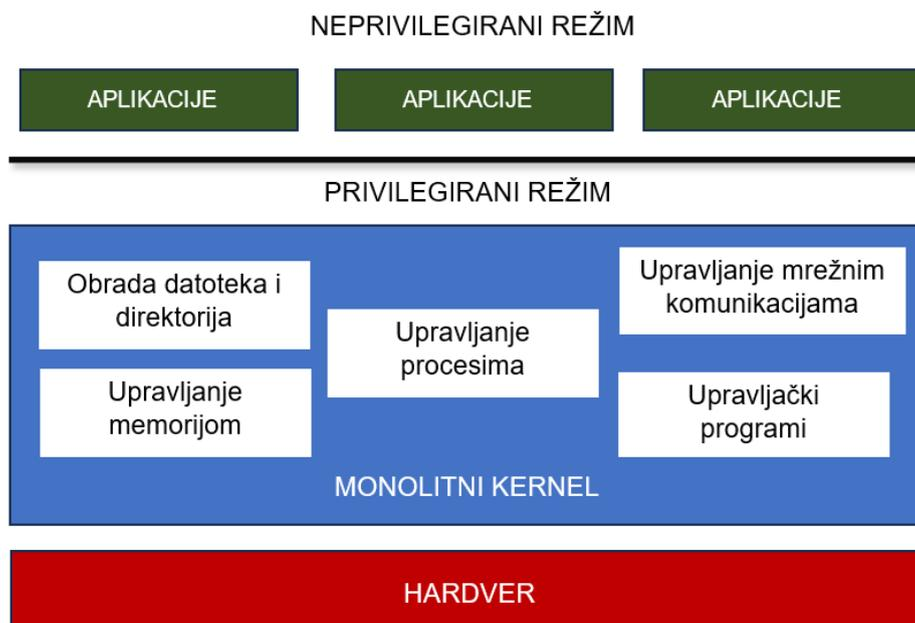 NEPRIVILEGIRANI REŽIM
APLIKACIJE
APLIKACIJE
APLIKACIJE
PRIVILEGIRANI REŽIM
Obrada datoteka i
direktorija
Upravljanje
procesima
Upravljanje mrežnim
komunikacijama
Upravljanje
memorijom
Upravljački
programi
MONOLITNI KERNEL
HARDVER